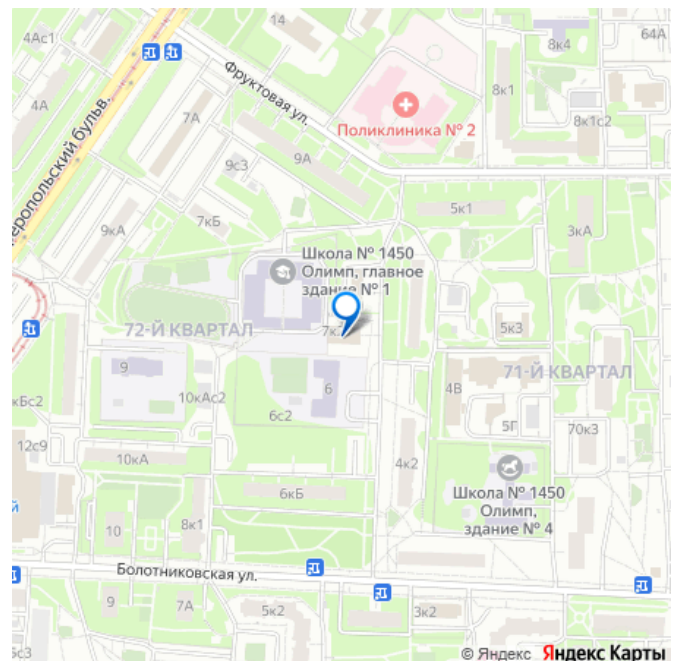 14
8к4
64А
4Ас1
Фруктовая ул.
8к1
4А
7А
Поликлиника № 2
8к1с2
9с3
9А
еропольский бульв.
5к1
7кБ
9кА
3кА
Школа № 1450
Олимп, главное
здание № 1
72-Й КВАРТАЛ
5к3
9
71-Й КВАРТАЛ
6
4В
10кАс2
кБс2
6с2
5Г
70к3
12с9
10кА
4к2
Школа № 1450
Олимп,
здание № 4
6кБ
й
10
8к1
Болотниковская ул.
9
7А
5к2
3к2
5с3
© Яндекс Яндекс Карты